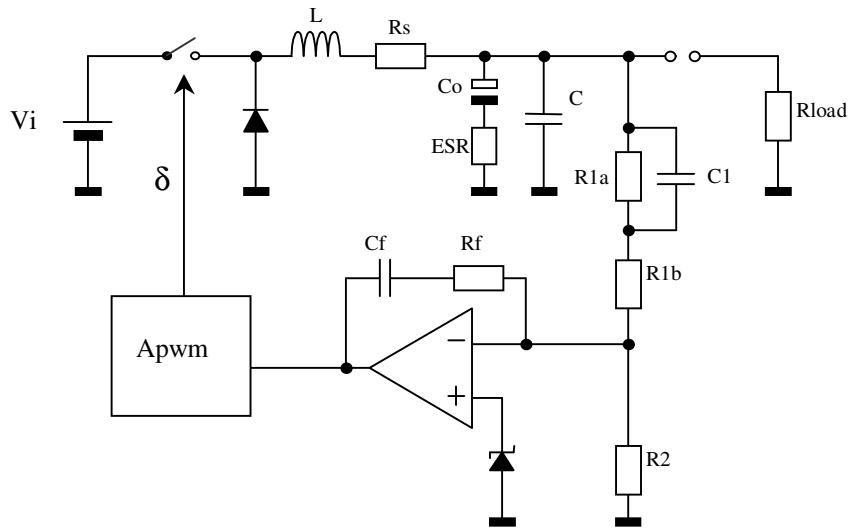 L
Rs
Co
C
Vi
ESR
Rload
δ
R1a
C1
Cf
Rf
R1b
Apwm
−
+
R2